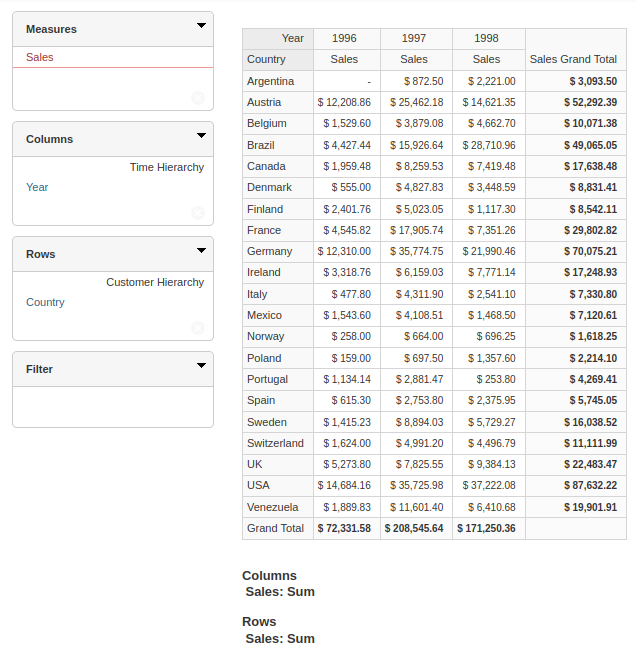 Measures
Sales
Columns
Time Hierarchy
Year
Rows
Customer Hierarchy
Country
Filter
Year 1996 1997 1998
Country Sales Sales Sales Sales Grand Total
Argentina - $ 872.50 $ 2,221.00 $ 3,093.50
Austria $ 12,208.86 $ 25,462.18 $ 14,621.35 $ 52,292.39
Belgium $ 1,529.60 $ 3,879.08 $ 4,662.70 $ 10,071.38
Brazil $ 4,427.44 $ 15,926.64 $ 28,710.96 $ 49,065.05
Canada $ 1,959.48 $ 8,259.53 $ 7,419.48 $ 17,638.48
Denmark $ 555.00 $ 4,827.83 $ 3,448.59 $ 8,831.41
Finland $ 2,401.76 $ 5,023.05 $ 1,117.30 $ 8,542.11
France $ 4,545.82 $ 17,905.74 $ 7,351.26 $ 29,802.82
Germany $ 12,310.00 $ 35,774.75 $ 21,990.46 $ 70,075.21
Ireland $ 3,318.76 $ 6,159.03 $ 7,771.14 $ 17,248.93
Italy $ 477.80 $ 4,311.90 $ 2,541.10 $ 7,330.80
Mexico $ 1,543.60 $ 4,108.51 $ 1,468.50 $ 7,120.61
Norway $ 258.00 $ 664.00 $ 696.25 $ 1,618.25
Poland $ 159.00 $ 697.50 $ 1,357.60 $ 2,214.10
Portugal $ 1,134.14 $ 2,881.47 $ 253.80 $ 4,269.41
Spain $ 615.30 $ 2,753.80 $ 2,375.95 $ 5,745.05
Sweden $ 1,415.23 $ 8,894.03 $ 5,729.27 $ 16,038.52
Switzerland $ 1,624.00 $ 4,991.20 $ 4,496.79 $ 11,111.99
UK $ 5,273.80 $ 7,825.55 $ 9,384.13 $ 22,483.47
USA $ 14,684.16 $ 35,725.98 $ 37,222.08 $ 87,632.22
Venezuela $ 1,889.83 $ 11,601.40 $ 6,410.68 $ 19,901.91
Grand Total $ 72,331.58 $ 208,545.64 $ 171,250.36
Columns
Sales: Sum
Rows
Sales: Sum